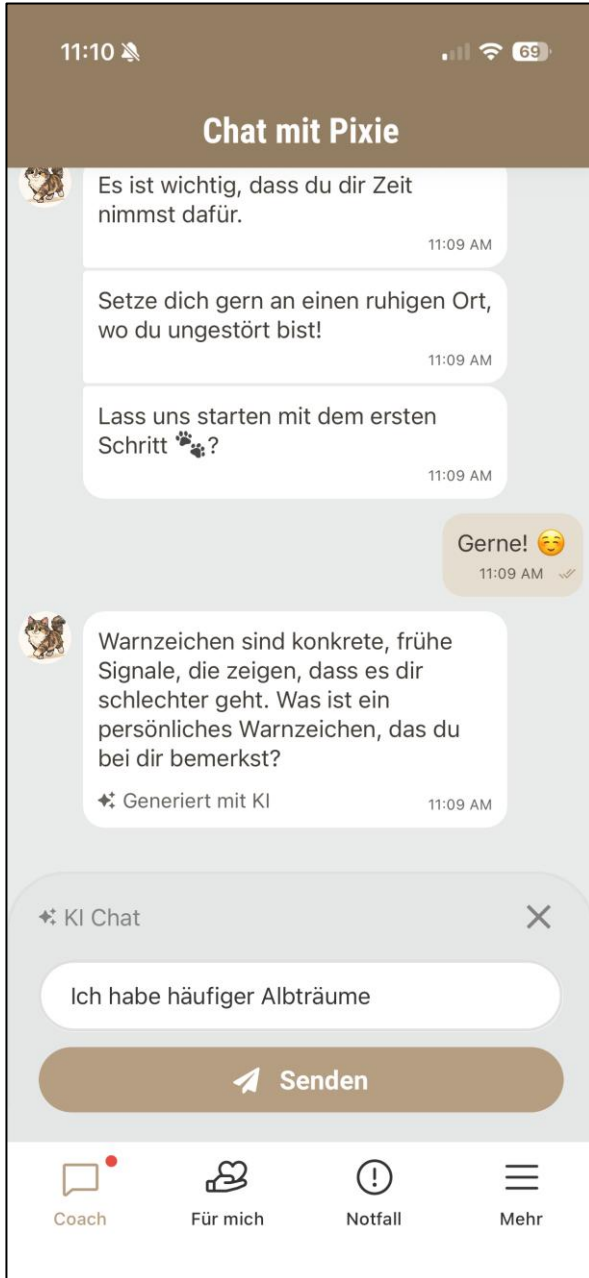 11:10
69
Chat mit Pixie
Es ist wichtig, dass du dir Zeit
nimmst dafür.
11:09 AM
Setze dich gern an einen ruhigen Ort,
wo du ungestört bist!
11:09 AM
Lass uns starten mit dem ersten
Schritt 🐾?
11:09 AM
Gerne! ☺️
11:09 AM
Warnzeichen sind konkrete, frühe
Signale, die zeigen, dass es dir
schlechter geht. Was ist ein
persönliches Warnzeichen, das du
bei dir bemerkst?
Generiert mit KI 11:09 AM
KI Chat
Ich habe häufiger Albträume
Senden
Coach Für mich Notfall Mehr